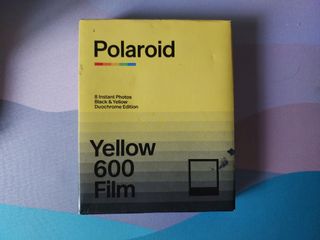 Polaroid
8 Instant Photos
Black & Yellow
Duochrome Edition
Yellow
600
Film